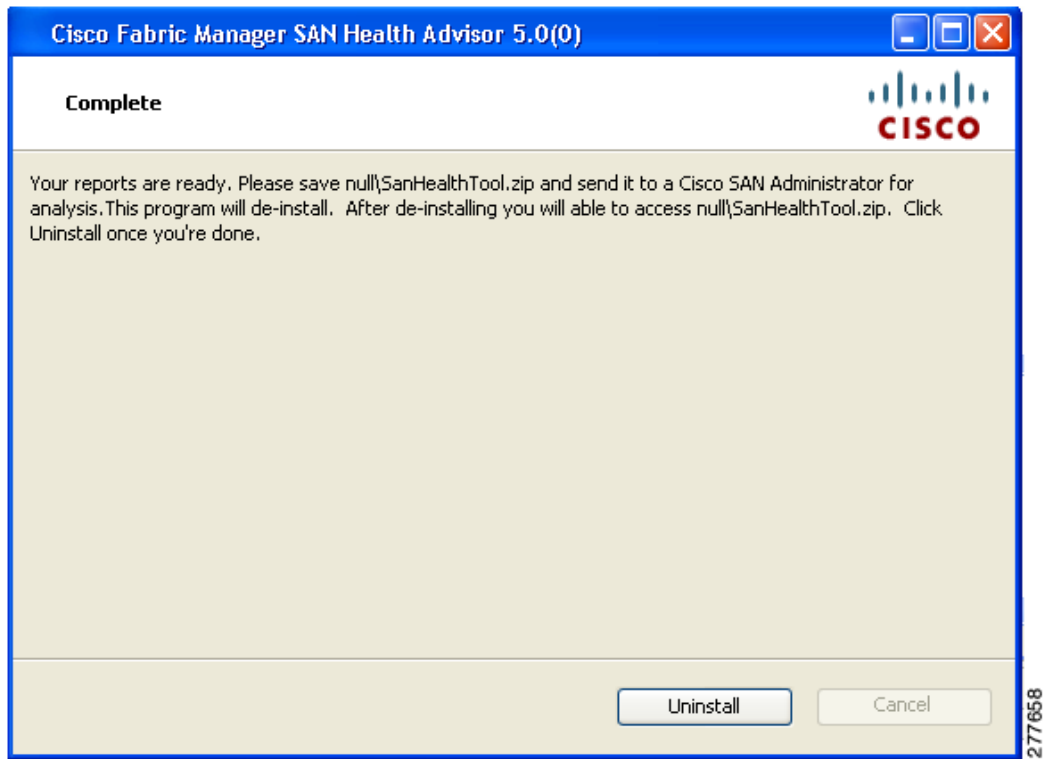 Cisco Fabric Manager SAN Health Advisor 5.0(0)
Complete
CISCO
Your reports are ready. Please save null\SanHealthTool.zip and send it to a Cisco SAN Administrator for
analysis.This program will de-install.  After de-installing you will able to access null\SanHealthTool.zip.  Click
Uninstall once you're done.
Uninstall
Cancel
277658